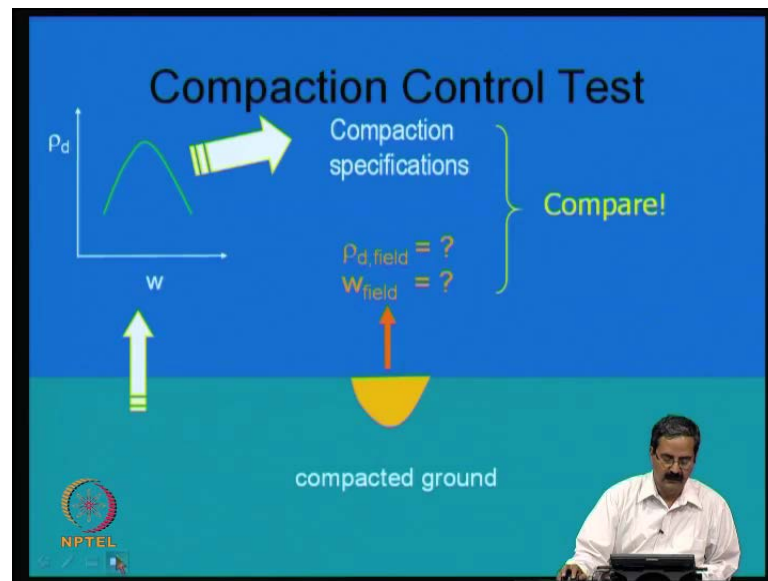 Compaction Control Test
ρd
Compaction
specifications
Compare!
ρd,field = ?
wfield = ?
w
compacted ground
NPTEL